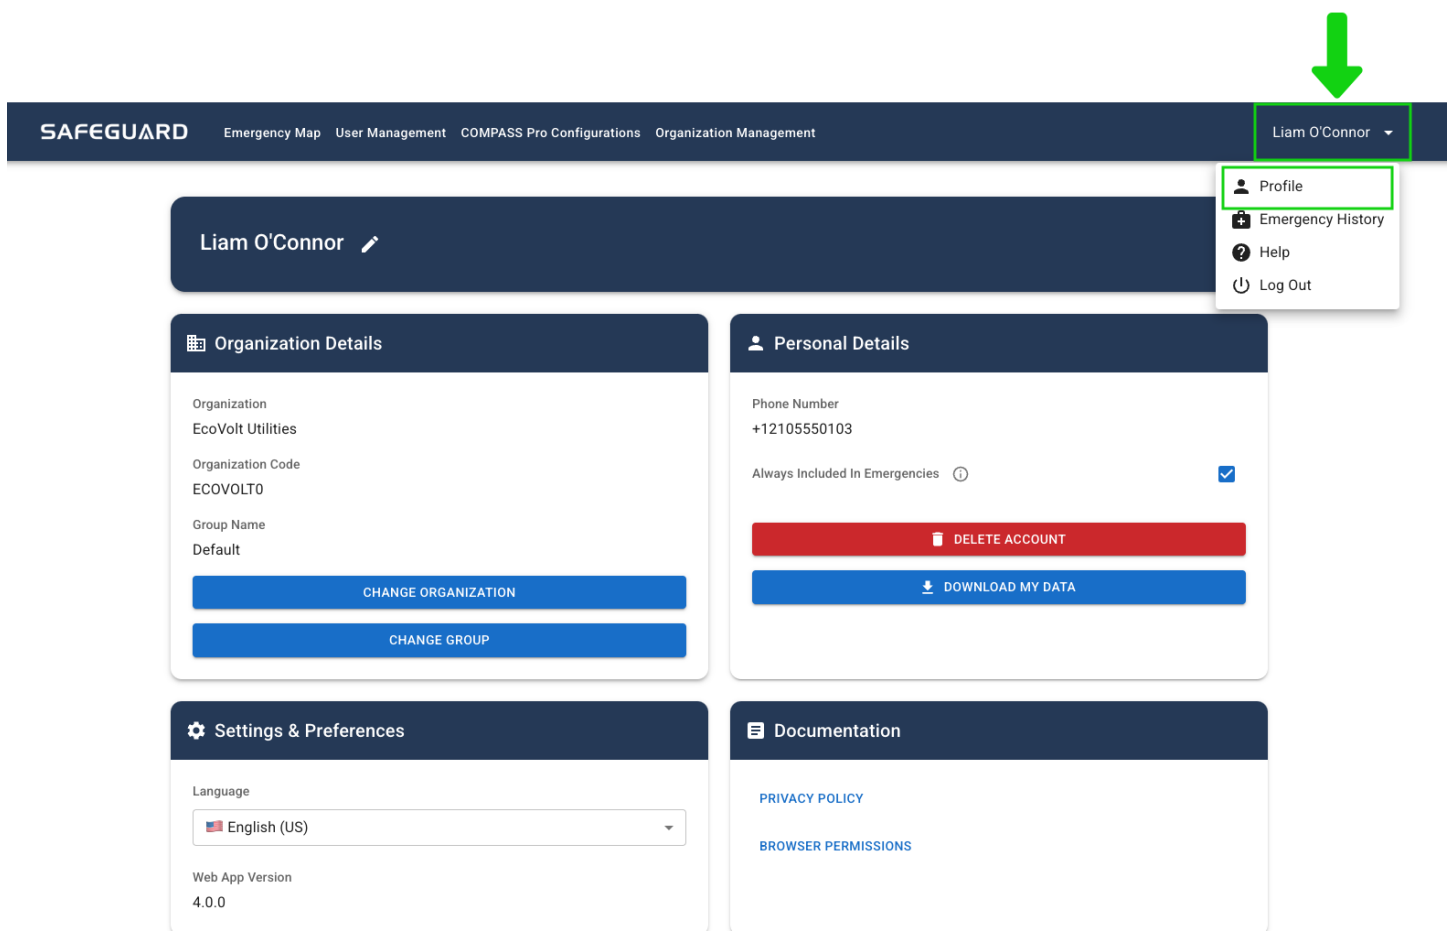 SAFEGUARD Emergency Map User Management COMPASS Pro Configurations Organization Management Liam O'Connor
Profile
Emergency History
Help
Log Out
Liam O'Connor
Organization Details
Organization
EcoVolt Utilities
Organization Code
ECOVOLT0
Group Name
Default
CHANGE ORGANIZATION
CHANGE GROUP
Personal Details
Phone Number
+12105550103
Always Included In Emergencies
DELETE ACCOUNT
DOWNLOAD MY DATA
Settings & Preferences
Language
English (US)
Web App Version
4.0.0
Documentation
PRIVACY POLICY
BROWSER PERMISSIONS